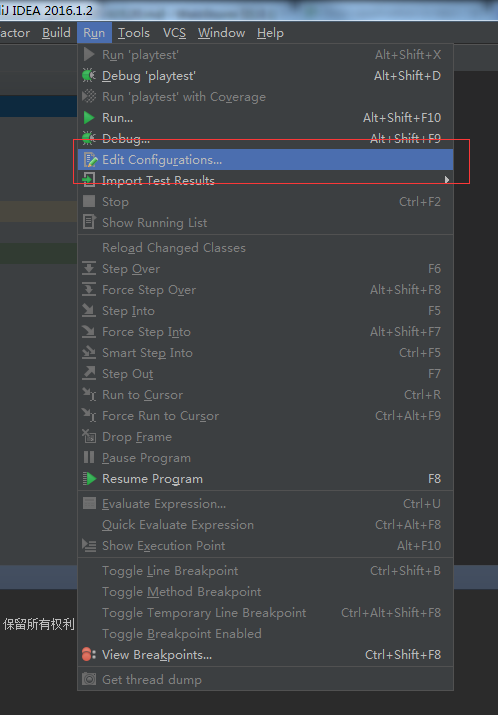 iJ IDEA 2016.1.2
actor Build Run Tools VCS Window Help
Run 'playtest' Alt+Shift+X
Debug 'playtest' Alt+Shift+D
Run 'playtest' with Coverage
Run... Alt+Shift+F10
Debug... Alt+Shift+F9
Edit Configurations...
Import Test Results
Stop Ctrl+F2
Show Running List
Reload Changed Classes
Step Over F6
Force Step Over Alt+Shift+F8
Step Into F5
Force Step Into Alt+Shift+F7
Smart Step Into Ctrl+F5
Step Out F7
Run to Cursor Ctrl+R
Force Run to Cursor Ctrl+Alt+F9
Drop Frame
Pause Program
Resume Program F8
Evaluate Expression... Ctrl+U
Quick Evaluate Expression Ctrl+Alt+F8
Show Execution Point Alt+F10
Toggle Line Breakpoint Ctrl+Shift+B
Toggle Method Breakpoint
Toggle Temporary Line Breakpoint Ctrl+Alt+Shift+F8
Toggle Breakpoint Enabled
保留所有权利
View Breakpoints... Ctrl+Shift+F8
Get thread dump